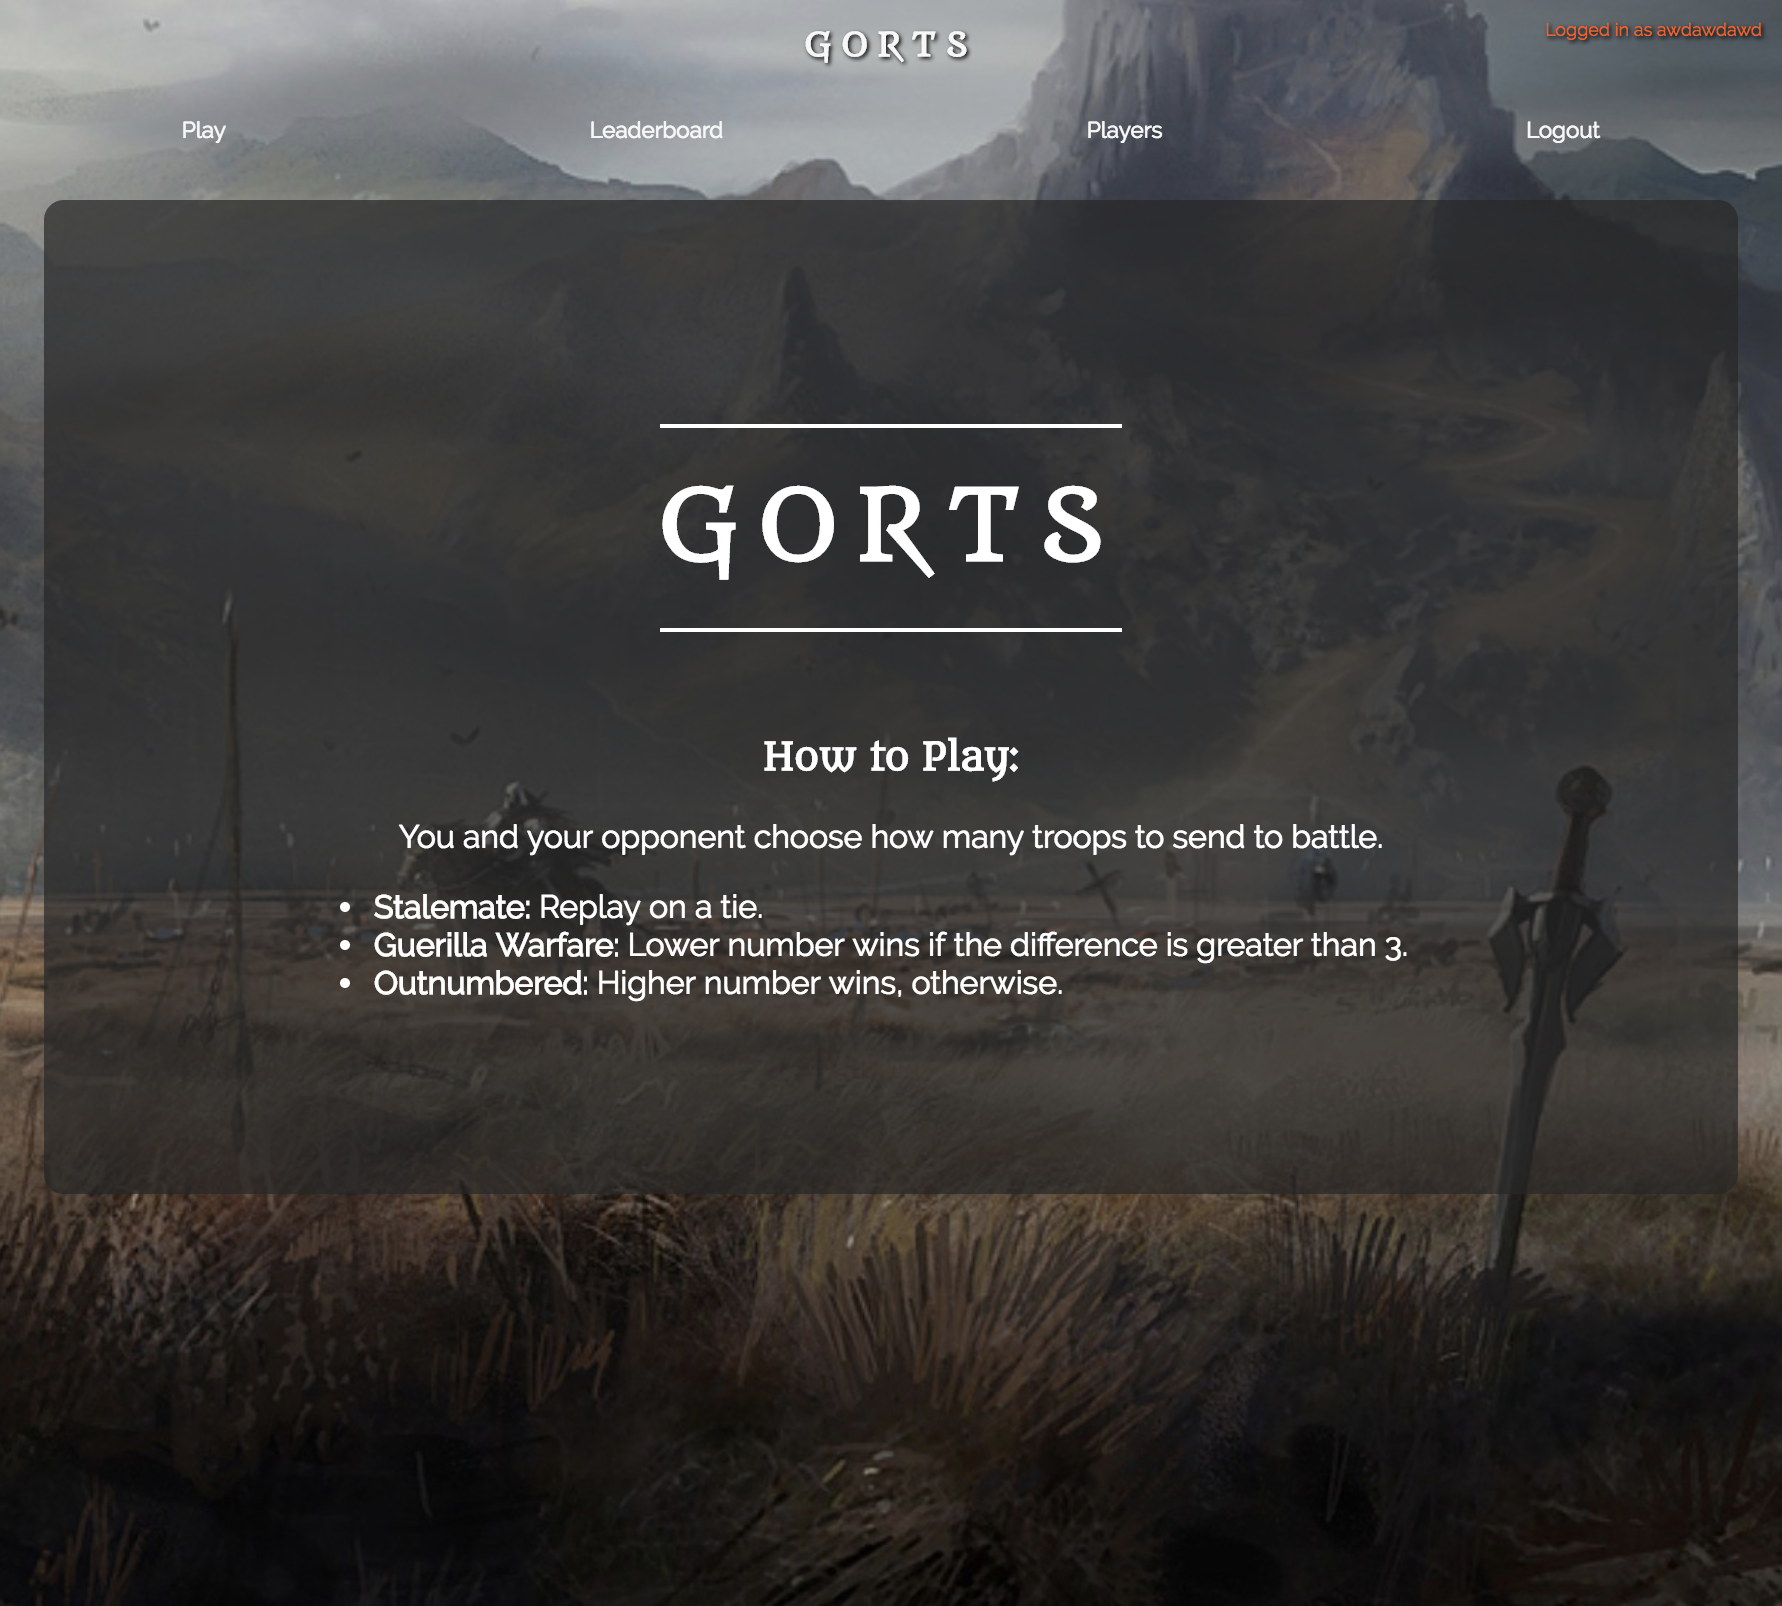 GORTS
Logged in as awdawdawd
Play Leaderboard Players Logout
GORTS
How to Play:
You and your opponent choose how many troops to send to battle.
• Stalemate: Replay on a tie.
• Guerilla Warfare: Lower number wins if the difference is greater than 3.
• Outnumbered: Higher number wins, otherwise.